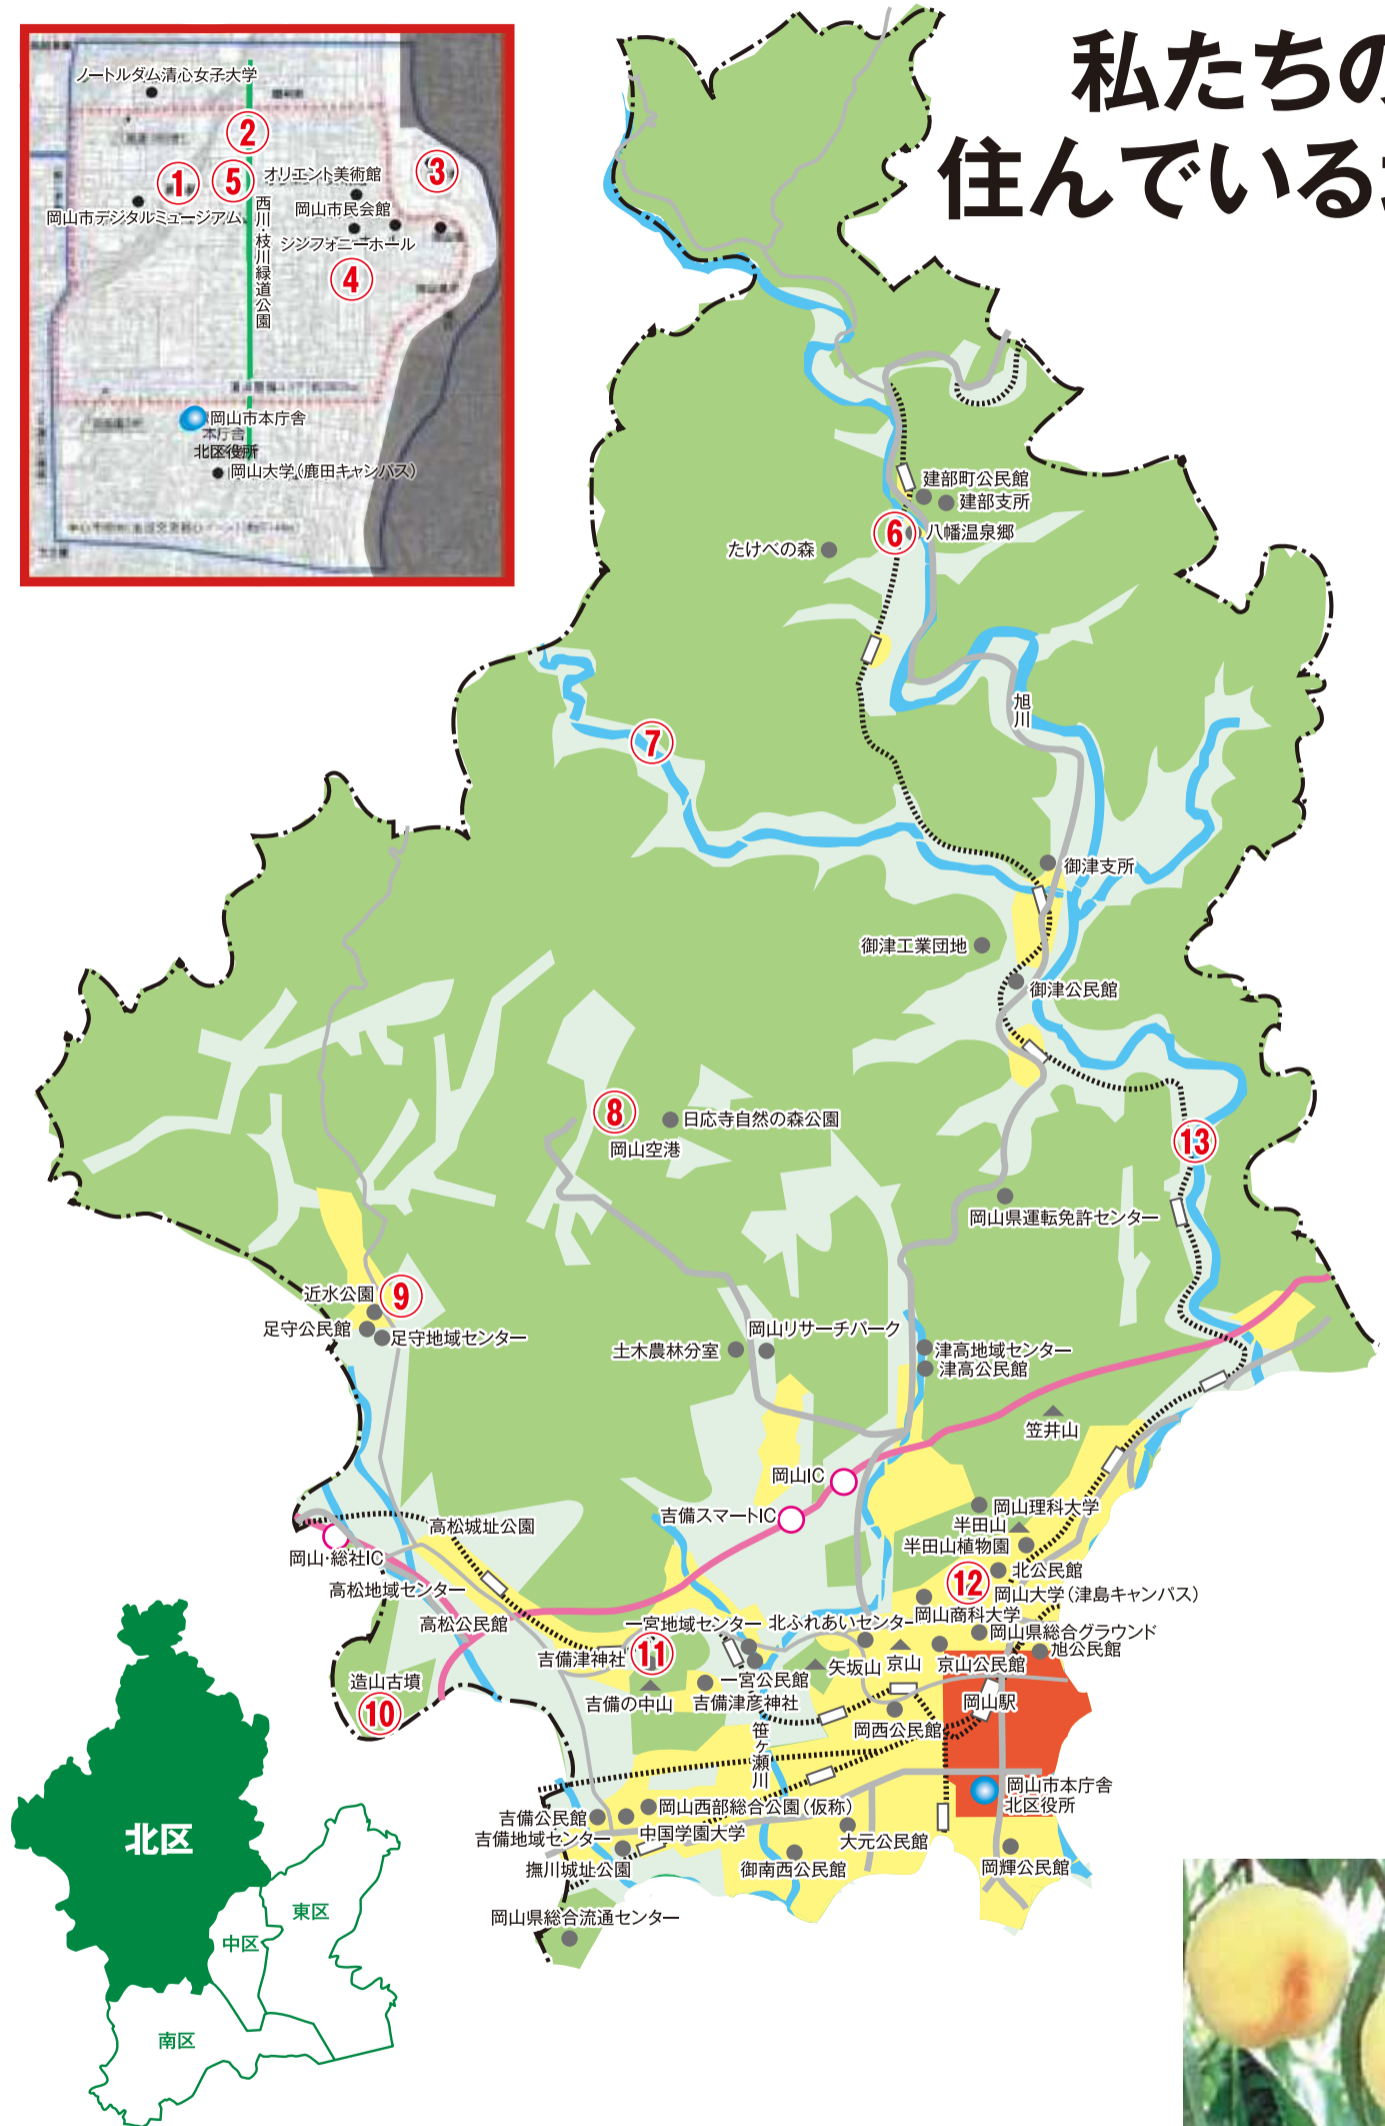 私たちの
住んでいる
ノートルダム清心女子大学
②
①
⑤
オリエント美術館
③
岡山市デジタルミュージアム
岡山市民会館
シンフォニーホール
西川・枝川緑道公園
④
岡山市本庁舎
本庁舎
北区役所
岡山大学(鹿田キャンパス)
建部町公民館
建部支所
⑥
八幡温泉郷
たけべの森
旭川
⑦
御津支所
御津工業団地
御津公民館
⑧
日応寺自然の森公園
岡山空港
⑬
岡山県運転免許センター
近水公園
⑨
足守公民館
足守地域センター
岡山リサーチパーク
土木農林分室
津高地域センター
津高公民館
笠井山
岡山IC
吉備スマートIC
岡山理科大学
半田山
半田山植物園
高松城址公園
岡山・総社IC
北公民館
⑫
高松地域センター
岡山大学(津島キャンパス)
高松公民館
岡山商科大学
一宮地域センター
北ふれあいセンター
岡山県総合グラウンド
旭公民館
吉備津神社
⑪
矢坂山
京山
京山公民館
一宮公民館
造山古墳
⑩
吉備の中山
吉備津彦神社
岡山駅
岡西公民館
笹ヶ瀬川
岡山市本庁舎
北区役所
岡山西部総合公園(仮称)
吉備公民館
中国学園大学
吉備地域センター
大元公民館
撫川城址公園
御南西公民館
岡輝公民館
岡山県総合流通センター
北区
東区
中区
南区